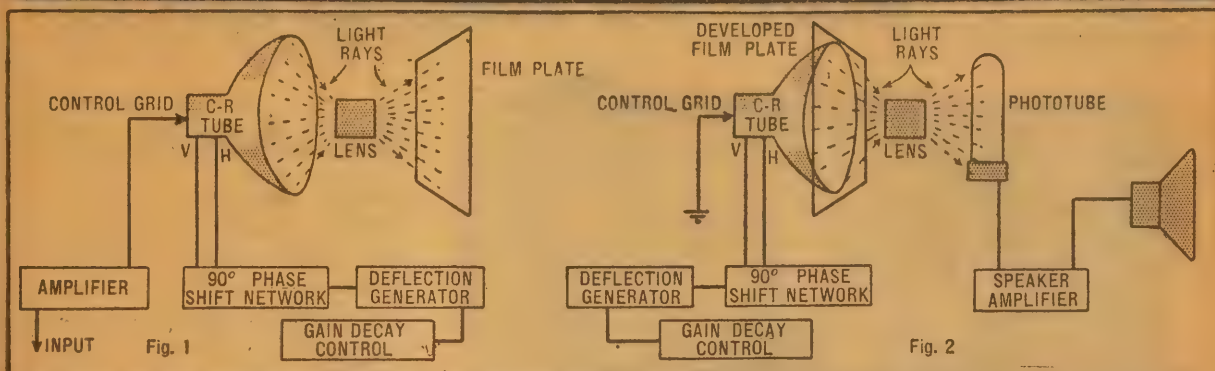 LIGHT
RAYS
FILM PLATE
CONTROL GRID
C-R
TUBE
LENS
V
H
AMPLIFIER
90° PHASE
SHIFT NETWORK
DEFLECTION
GENERATOR
GAIN DECAY
CONTROL
INPUT
Fig. 1
DEVELOPED
FILM PLATE
LIGHT
RAYS
CONTROL GRID
C-R
TUBE
PHOTOTUBE
LENS
V
H
DEFLECTION
GENERATOR
90° PHASE
SHIFT NETWORK
SPEAKER
AMPLIFIER
GAIN DECAY
CONTROL
Fig. 2